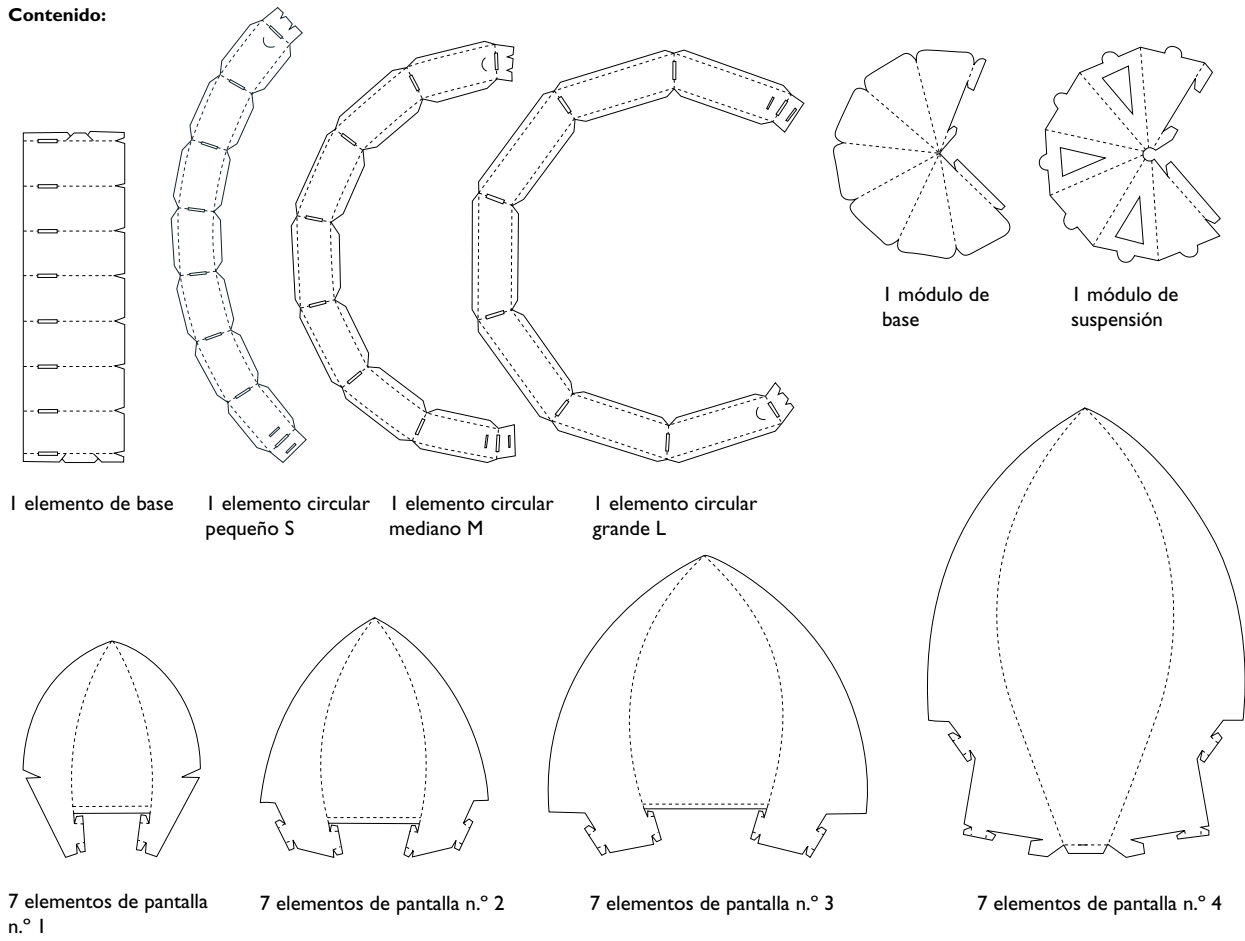 Contenido:
1 módulo de
base
1 módulo de
suspensión
1 elemento de base
1 elemento circular
pequeño S
1 elemento circular
mediano M
1 elemento circular
grande L
7 elementos de pantalla
n.º 1
7 elementos de pantalla n.º 2
7 elementos de pantalla n.º 3
7 elementos de pantalla n.º 4